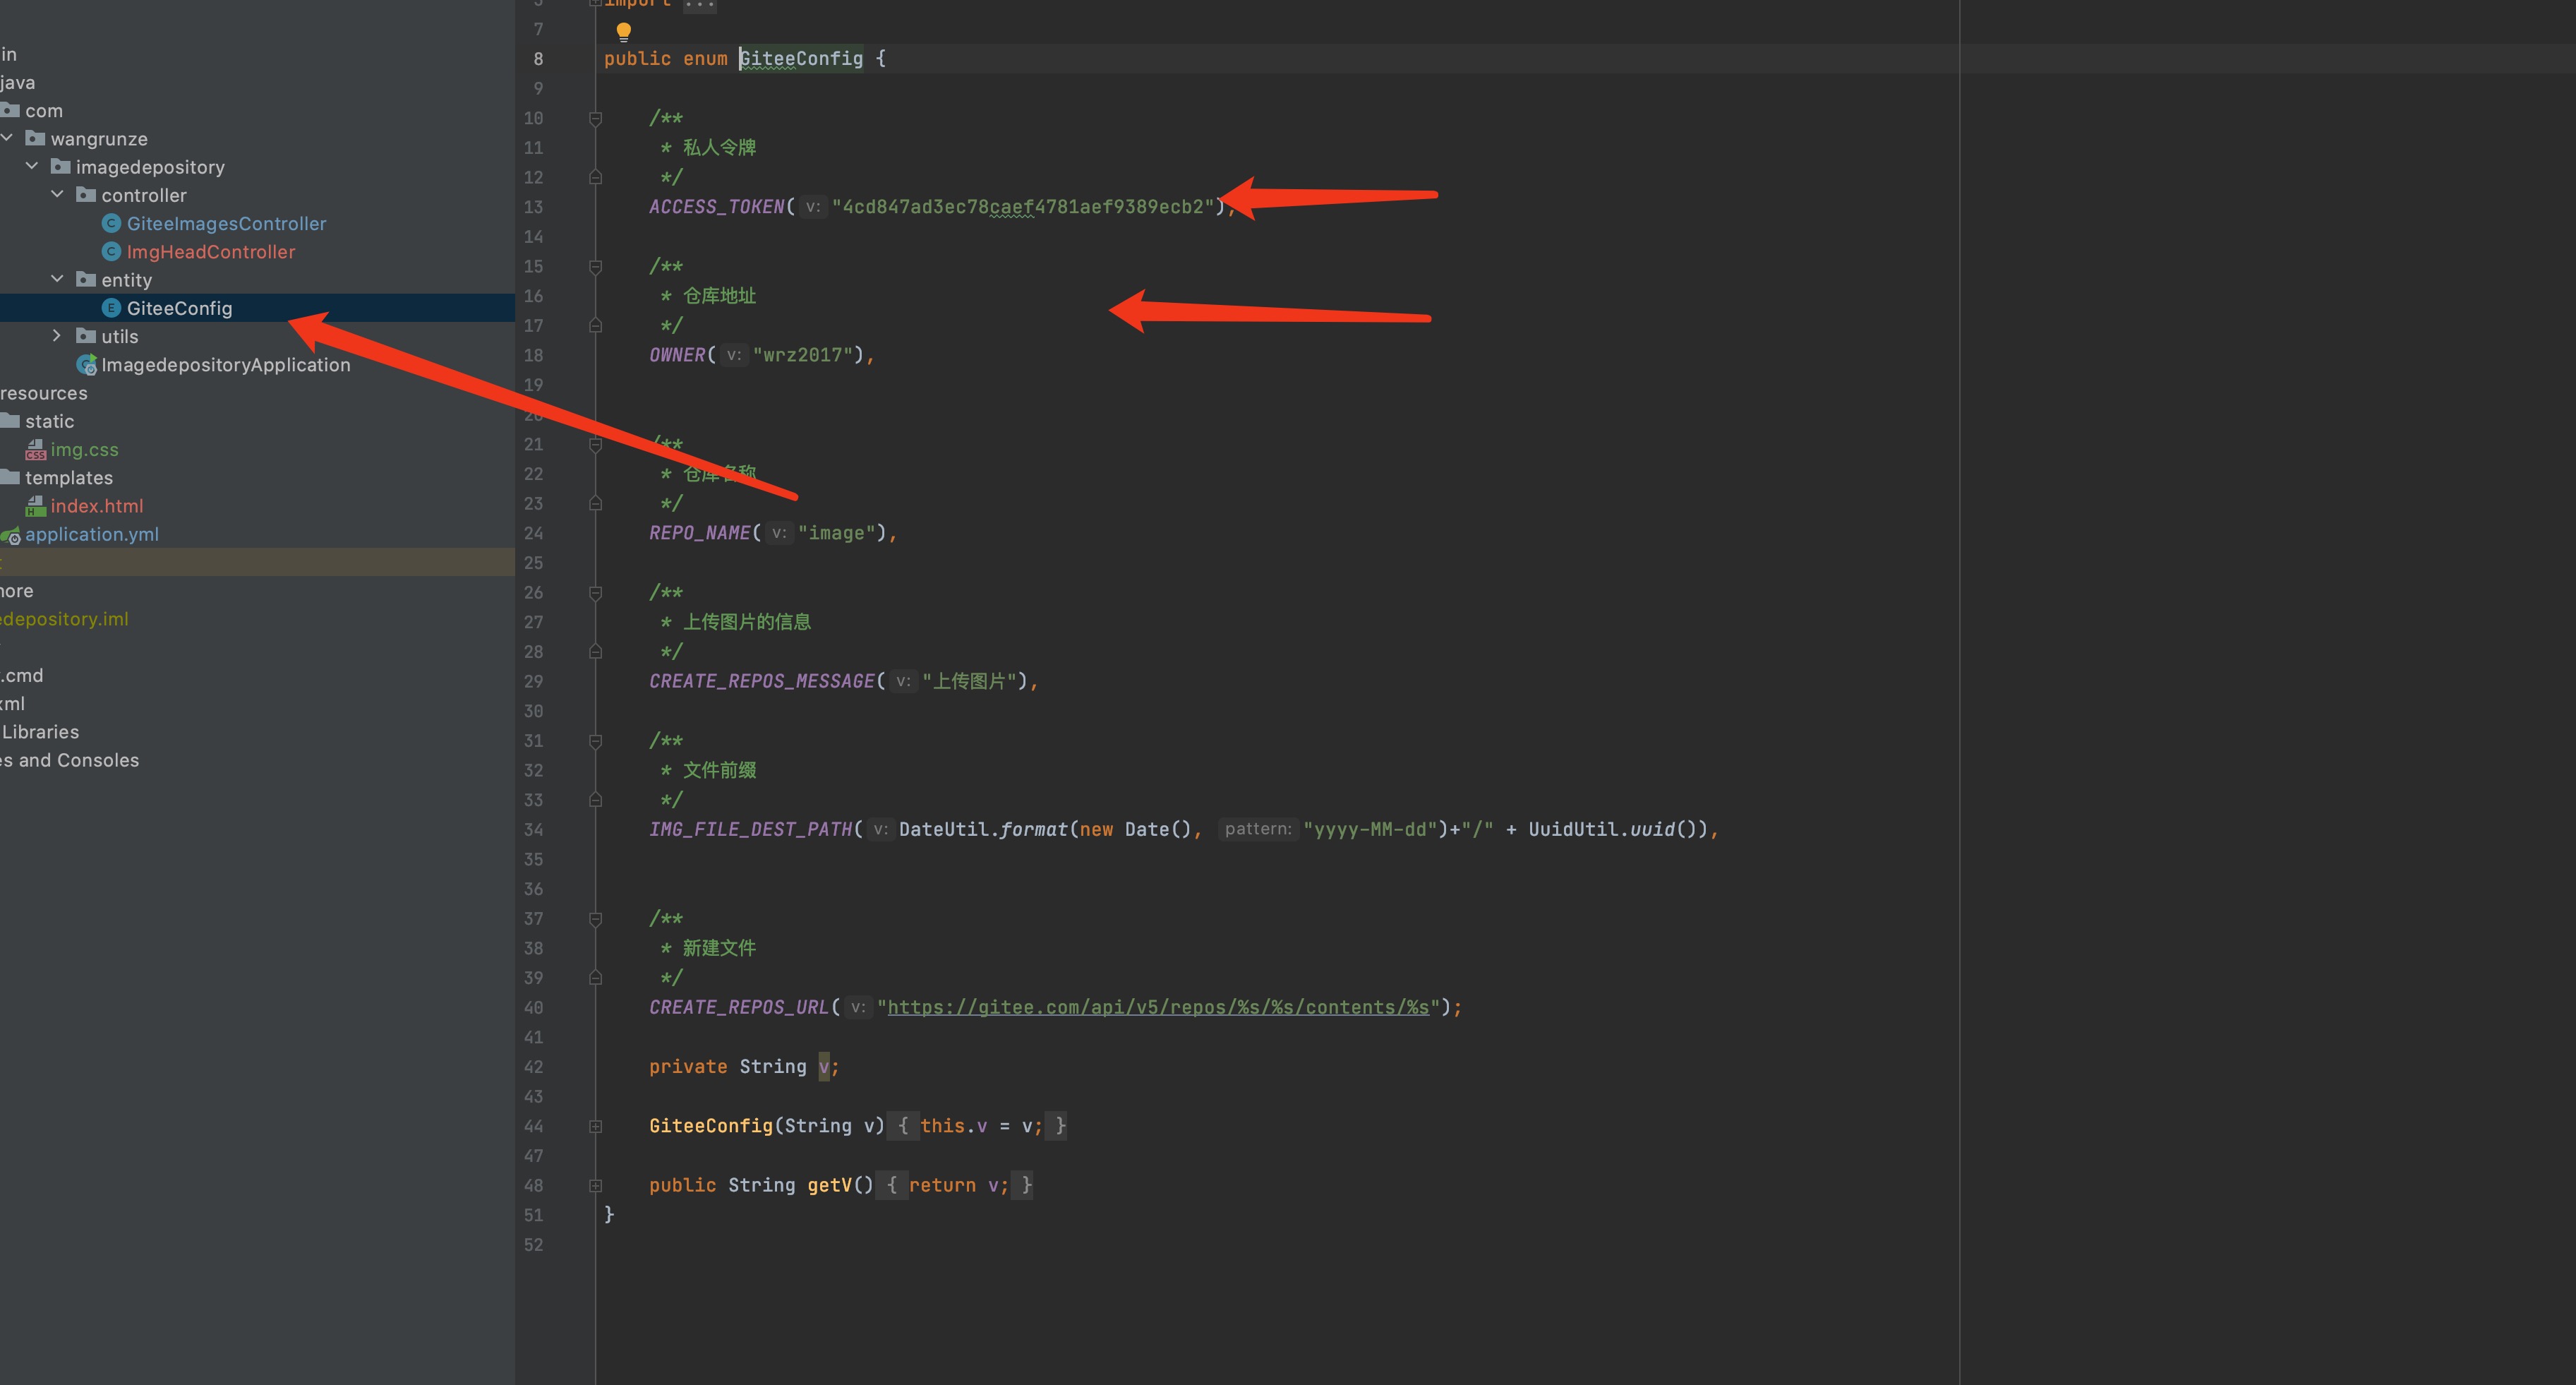 in
java
com
wangrunze
imagedepository
controller
GiteeImagesController
ImgHeadController
entity
GiteeConfig
utils
ImagedepositoryApplication
resources
static
img.css
templates
index.html
application.yml
ore
depository.iml
.cmd
ml
Libraries
s and Consoles
import ...
7
8 public enum GiteeConfig {
9
10 /**
11 * 私人令牌
12 */
13 ACCESS_TOKEN( v: "4cd847ad3ec78caef4781aef9389ecb2"),
14
15 /**
16 * 仓库地址
17 */
18 OWNER( v: "wrz2017"),
19
20
21 /**
22 * 仓库名称
23 */
24 REPO_NAME( v: "image"),
25
26 /**
27 * 上传图片的信息
28 */
29 CREATE_REPOS_MESSAGE( v: "上传图片"),
30
31 /**
32 * 文件前缀
33 */
34 IMG_FILE_DEST_PATH( v: DateUtil.format(new Date(), pattern: "yyyy-MM-dd")+"/" + UuidUtil.uuid()),
35
36
37 /**
38 * 新建文件
39 */
40 CREATE_REPOS_URL( v: "https://gitee.com/api/v5/repos/%s/%s/contents/%s");
41
42 private String v;
43
44 GiteeConfig(String v) { this.v = v; }
47
48 public String getV() { return v; }
51 }
52